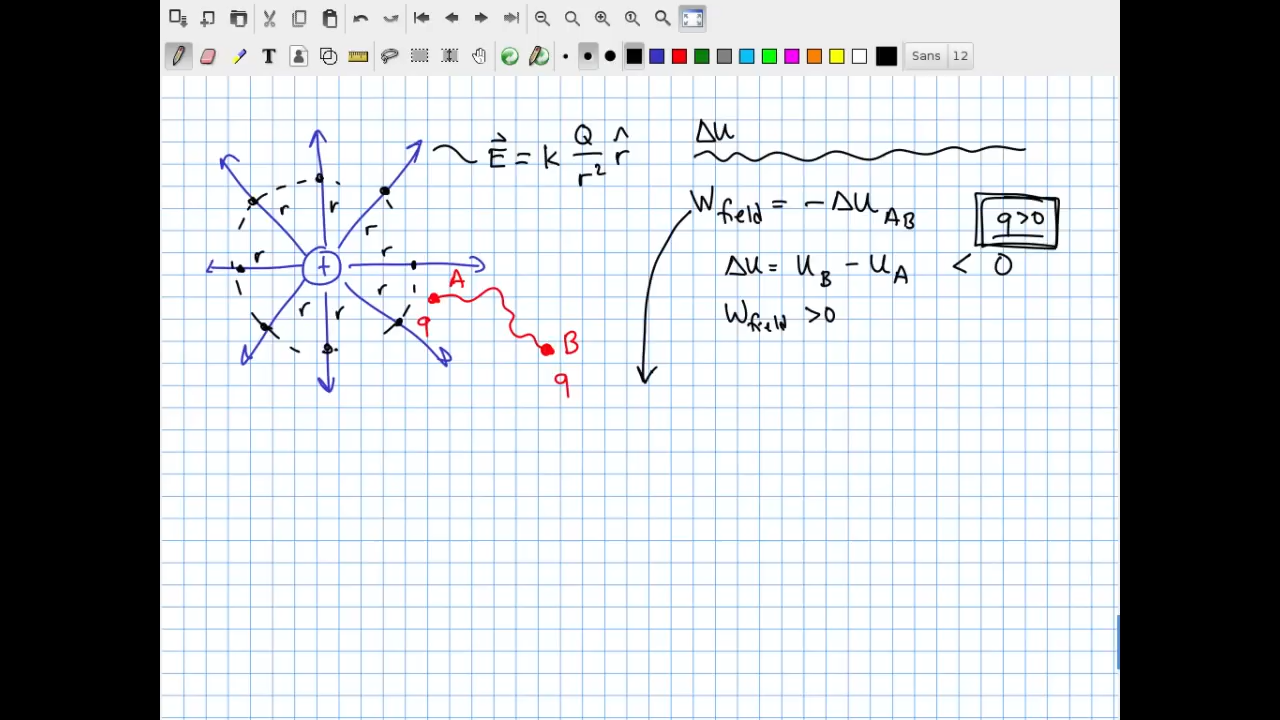 T
Sans 12
E⃗ = k Q/r² r̂
ΔU
W_field = -ΔU_AB
q>0
ΔU = U_B - U_A < 0
W_field >0
r
r
r
r
r
r
r
r
+
A
q
B
q